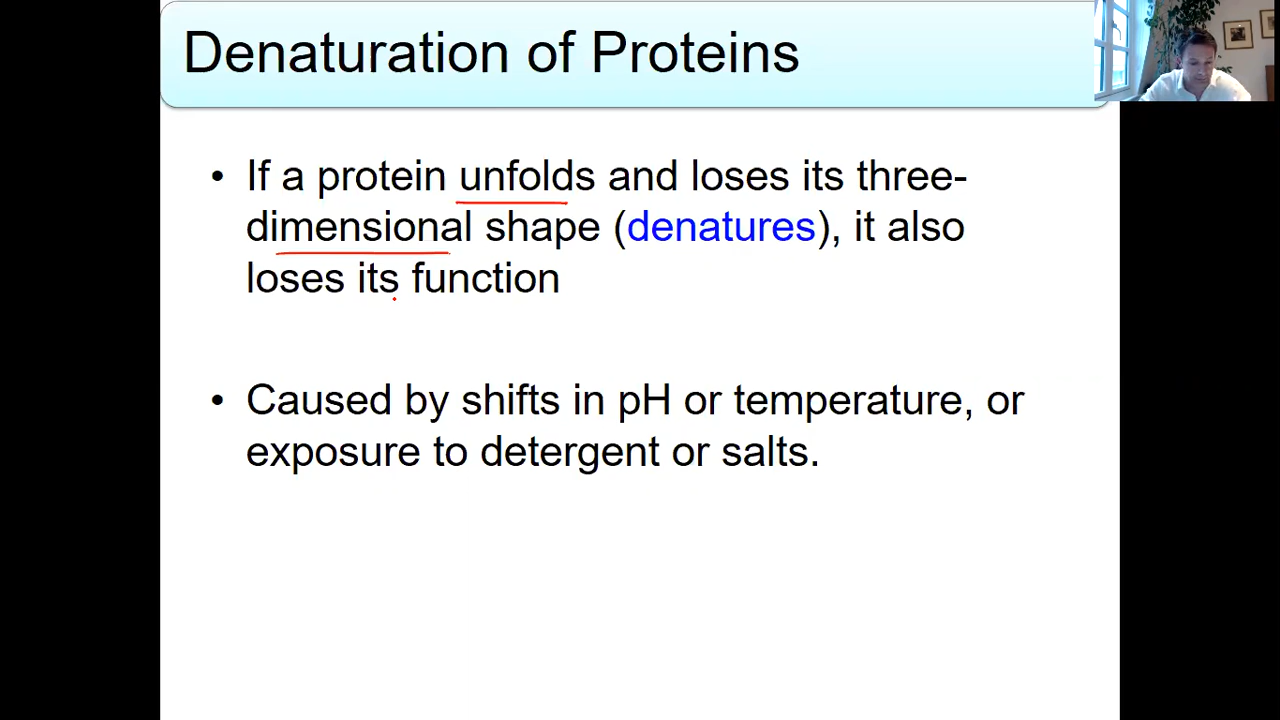 Denaturation of Proteins
• If a protein unfolds and loses its three-
dimensional shape (denatures), it also
loses its function
• Caused by shifts in pH or temperature, or
exposure to detergent or salts.